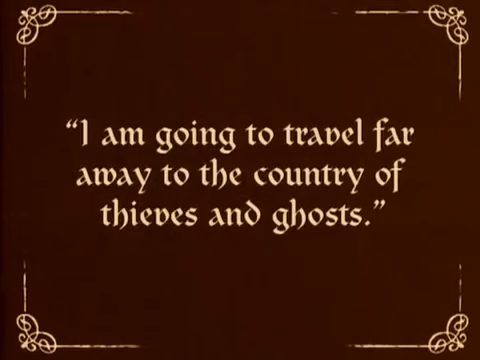 “I am going to travel far
away to the country of
thieves and ghosts.”